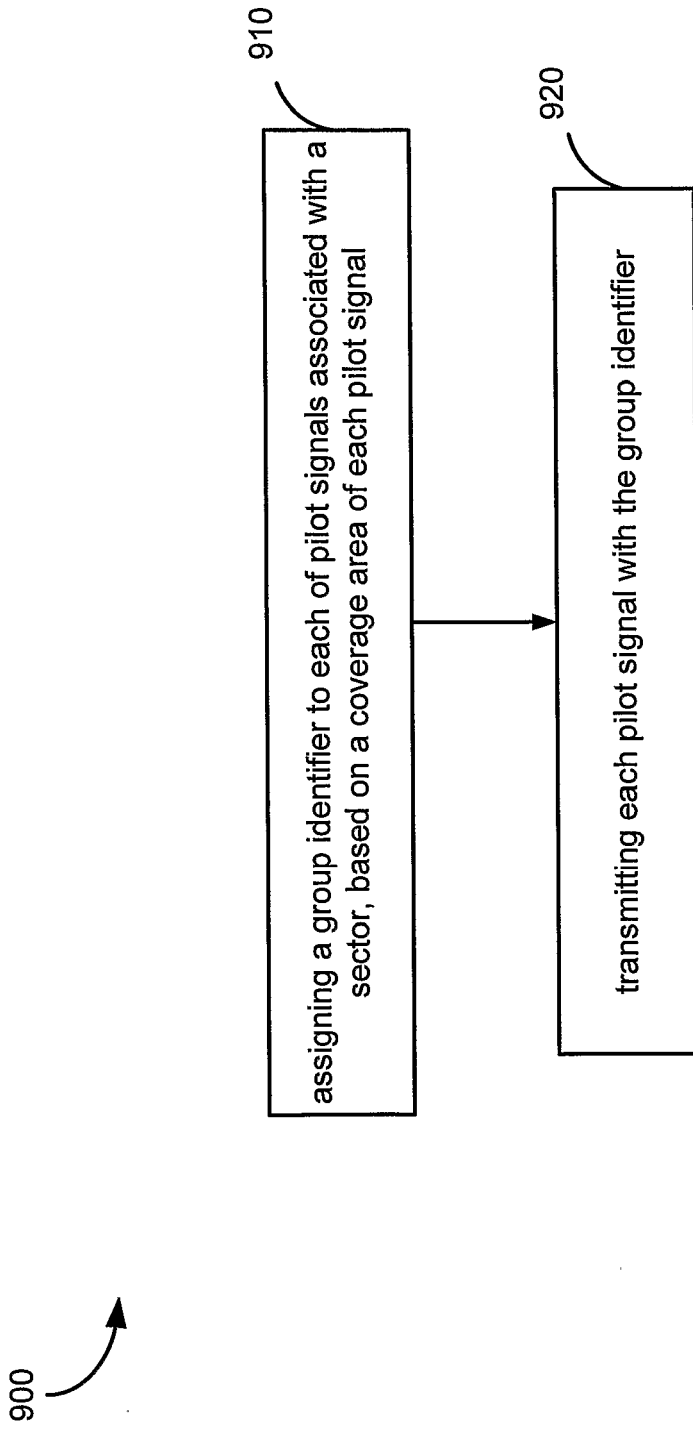 900
910
assigning a group identifier to each of pilot signals associated with a
sector, based on a coverage area of each pilot signal
920
transmitting each pilot signal with the group identifier